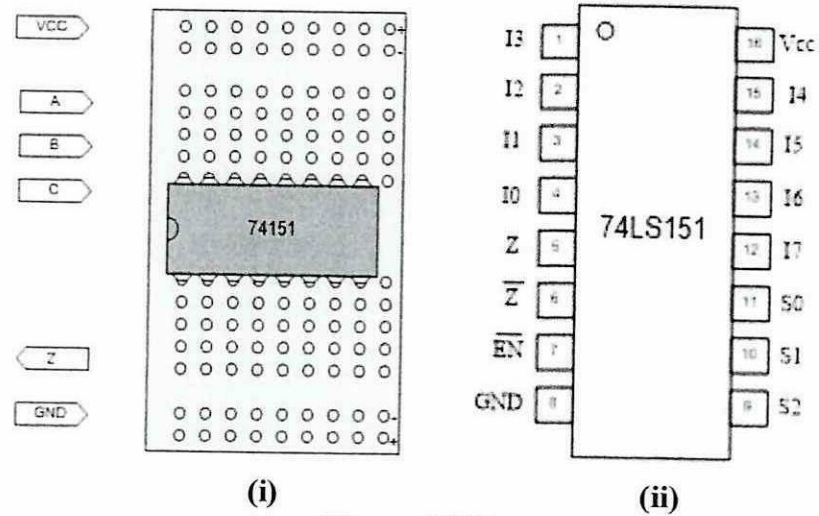 VCC
A
B
C
Z
GND
+
-
74151
-
+
(i)
I3 1
I2 2
I1 3
I0 4
Z 5
Z̅ 6
E̅N̅ 7
GND 8
74LS151
16 Vcc
15 I4
14 I5
13 I6
12 I7
11 S0
10 S1
9 S2
(ii)